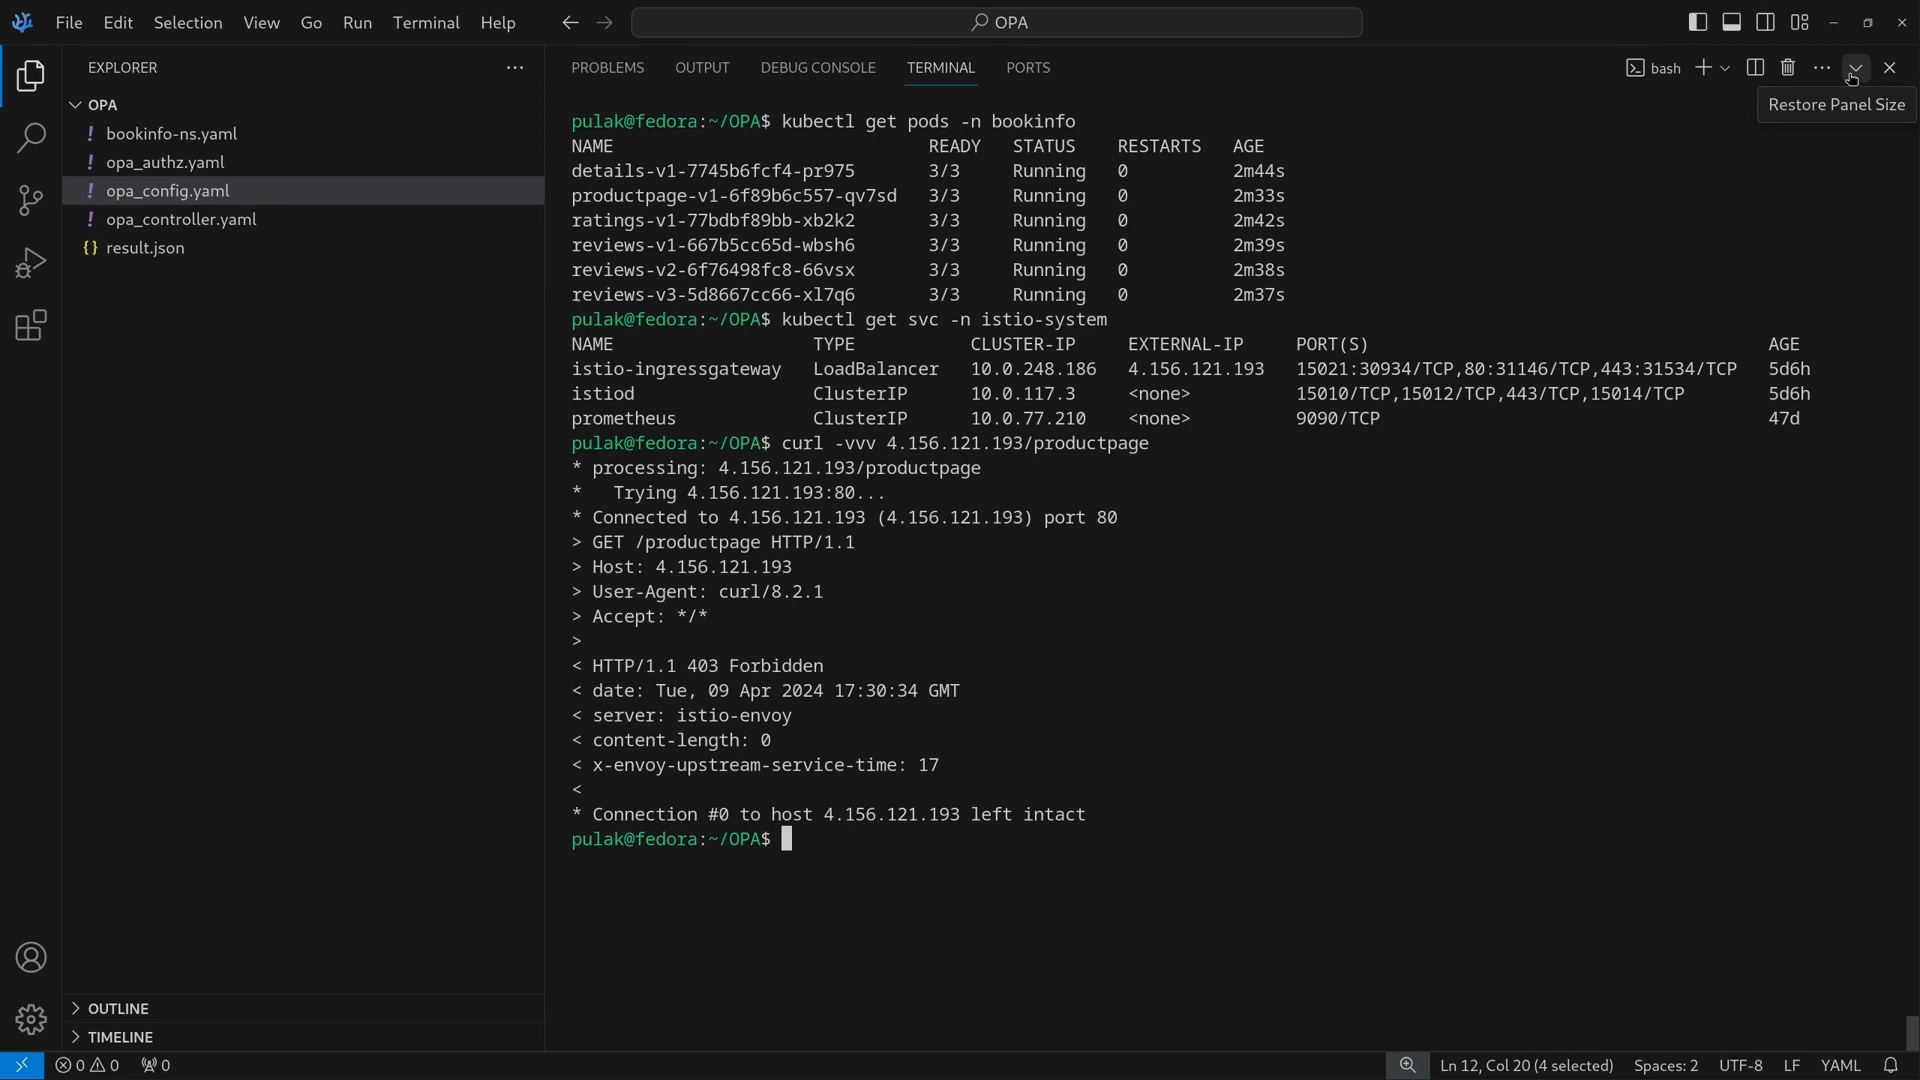 File Edit Selection View Go Run Terminal Help
OPA
EXPLORER
OPA
bookinfo-ns.yaml
opa_authz.yaml
opa_config.yaml
opa_controller.yaml
result.json
OUTLINE
TIMELINE
PROBLEMS OUTPUT DEBUG CONSOLE TERMINAL PORTS
bash
Restore Panel Size
pulak@fedora:~/OPA$ kubectl get pods -n bookinfo
NAME READY STATUS RESTARTS AGE
details-v1-7745b6fcf4-pr975 3/3 Running 0 2m44s
productpage-v1-6f89b6c557-qv7sd 3/3 Running 0 2m33s
ratings-v1-77bdbf89bb-xb2k2 3/3 Running 0 2m42s
reviews-v1-667b5cc65d-wbsh6 3/3 Running 0 2m39s
reviews-v2-6f76498fc8-66vsx 3/3 Running 0 2m38s
reviews-v3-5d8667cc66-xl7q6 3/3 Running 0 2m37s
pulak@fedora:~/OPA$ kubectl get svc -n istio-system
NAME TYPE CLUSTER-IP EXTERNAL-IP PORT(S) AGE
istio-ingressgateway LoadBalancer 10.0.248.186 4.156.121.193 15021:30934/TCP,80:31146/TCP,443:31534/TCP 5d6h
istiod ClusterIP 10.0.117.3 <none> 15010/TCP,15012/TCP,443/TCP,15014/TCP 5d6h
prometheus ClusterIP 10.0.77.210 <none> 9090/TCP 47d
pulak@fedora:~/OPA$ curl -vvv 4.156.121.193/productpage
* processing: 4.156.121.193/productpage
* Trying 4.156.121.193:80...
* Connected to 4.156.121.193 (4.156.121.193) port 80
> GET /productpage HTTP/1.1
> Host: 4.156.121.193
> User-Agent: curl/8.2.1
> Accept: */*
>
< HTTP/1.1 403 Forbidden
< date: Tue, 09 Apr 2024 17:30:34 GMT
< server: istio-envoy
< content-length: 0
< x-envoy-upstream-service-time: 17
<
* Connection #0 to host 4.156.121.193 left intact
pulak@fedora:~/OPA$
0 0 0 Ln 12, Col 20 (4 selected) Spaces: 2 UTF-8 LF YAML